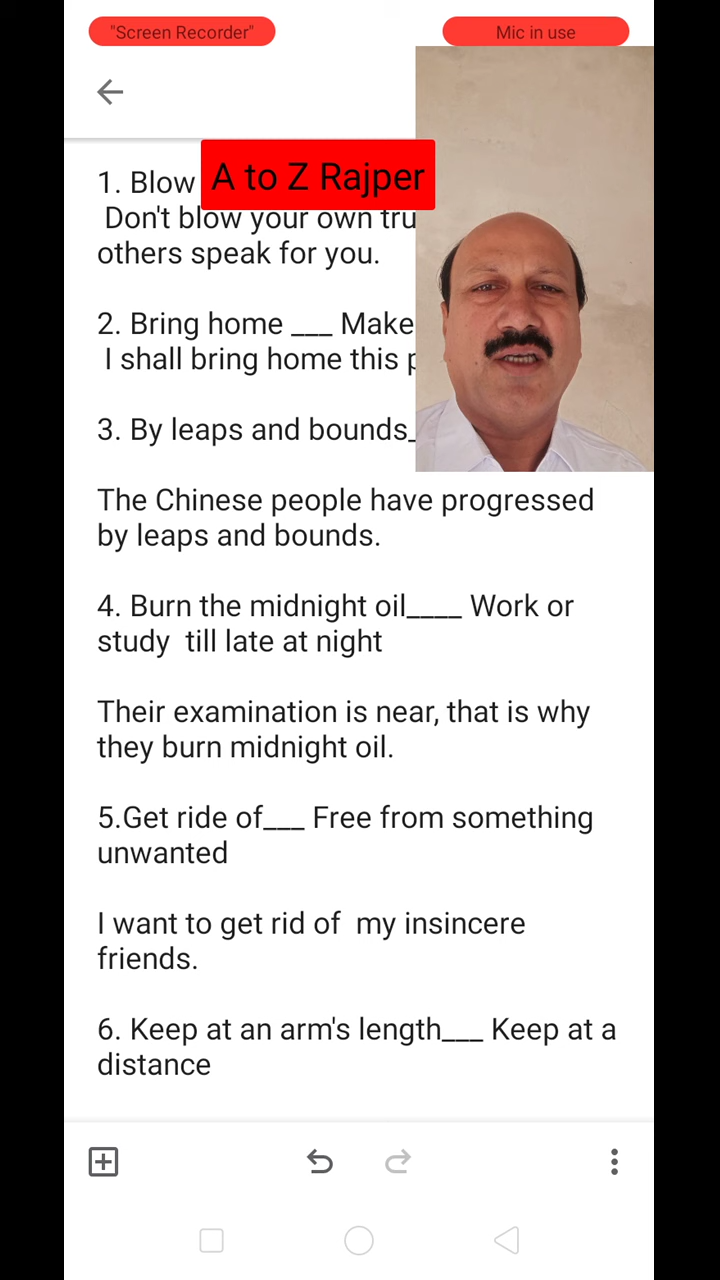 "Screen Recorder" Mic in use
1. Blow
A to Z Rajper
Don't blow your own
others speak for you.
2. Bring home ___ Make
I shall bring home this
3. By leaps and bounds_
The Chinese people have progressed
by leaps and bounds.
4. Burn the midnight oil____ Work or
study till late at night
Their examination is near, that is why
they burn midnight oil.
5.Get ride of___ Free from something
unwanted
I want to get rid of my insincere
friends.
6. Keep at an arm's length___ Keep at a
distance